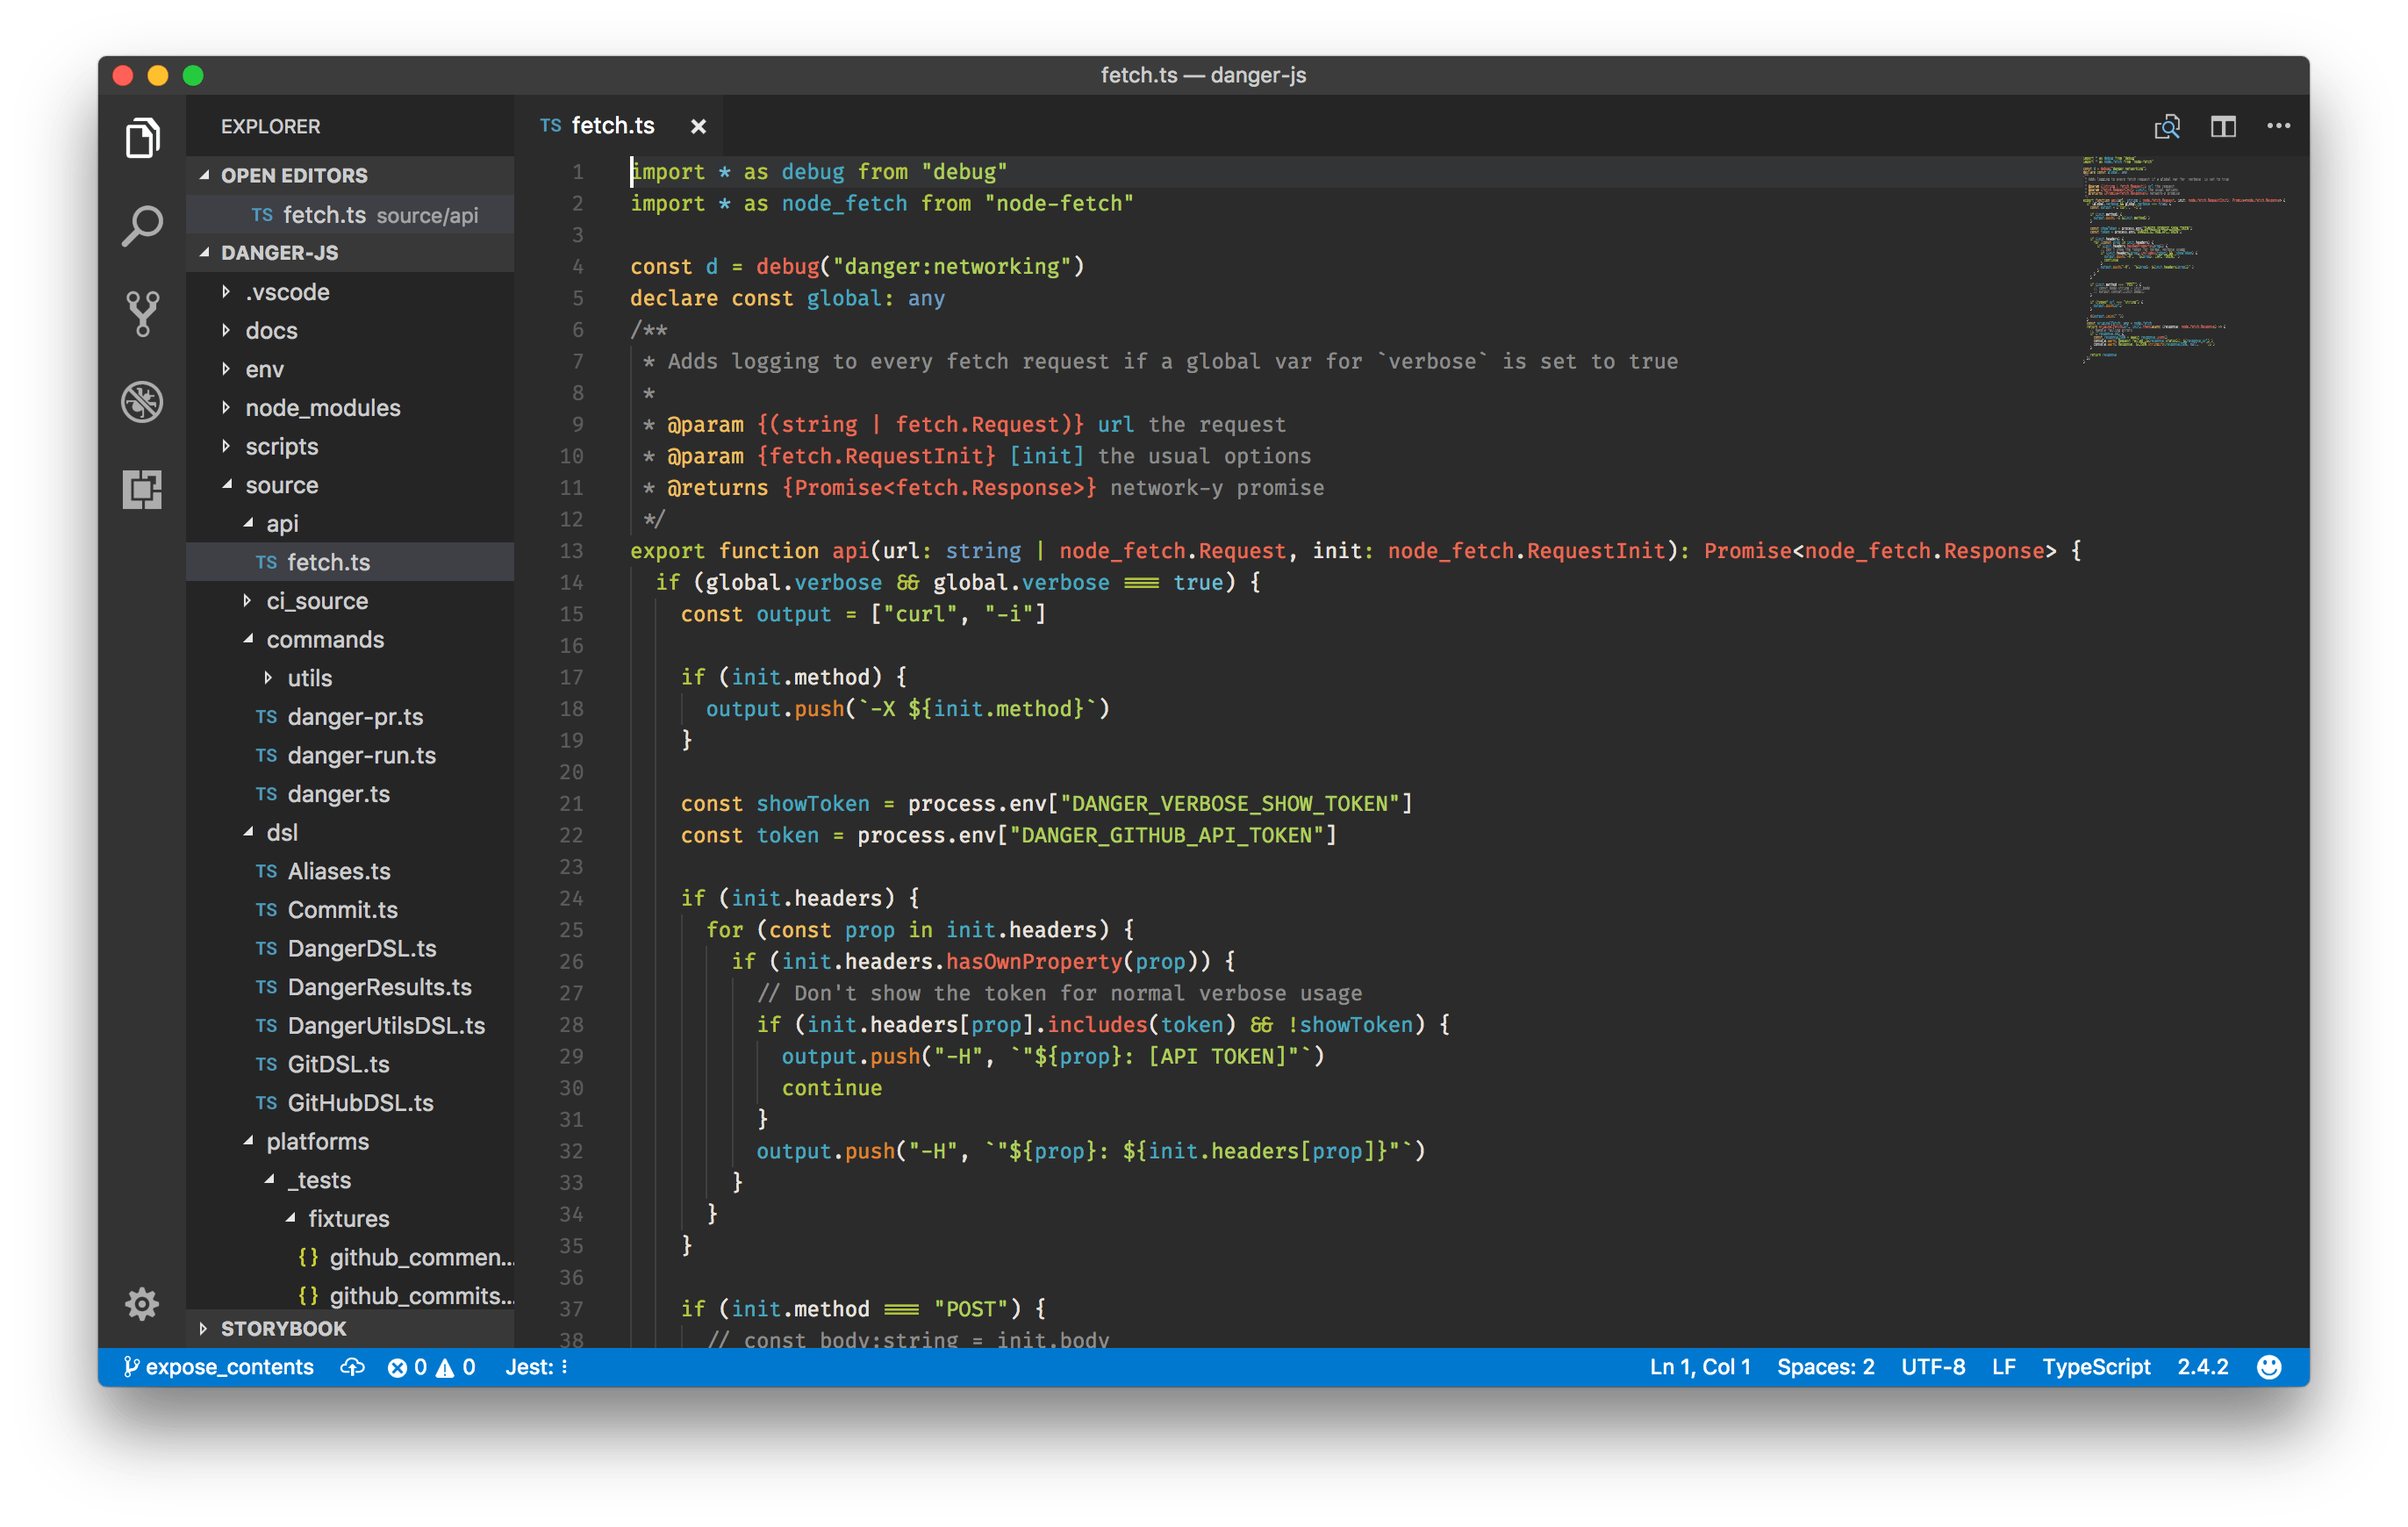 fetch.ts — danger-js
EXPLORER
OPEN EDITORS
TS fetch.ts source/api
DANGER-JS
.vscode
docs
env
node_modules
scripts
source
api
TS fetch.ts
ci_source
commands
utils
TS danger-pr.ts
TS danger-run.ts
TS danger.ts
dsl
TS Aliases.ts
TS Commit.ts
TS DangerDSL.ts
TS DangerResults.ts
TS DangerUtilsDSL.ts
TS GitDSL.ts
TS GitHubDSL.ts
platforms
_tests
fixtures
{} github_commen...
{} github_commits...
STORYBOOK
TS fetch.ts ×
1 import * as debug from "debug"
2 import * as node_fetch from "node-fetch"
3
4 const d = debug("danger:networking")
5 declare const global: any
6 /**
7 * Adds logging to every fetch request if a global var for `verbose` is set to true
8 *
9 * @param {(string | fetch.Request)} url the request
10 * @param {fetch.RequestInit} [init] the usual options
11 * @returns {Promise<fetch.Response>} network-y promise
12 */
13 export function api(url: string | node_fetch.Request, init: node_fetch.RequestInit): Promise<node_fetch.Response> {
14 if (global.verbose && global.verbose === true) {
15 const output = ["curl", "-i"]
16
17 if (init.method) {
18 output.push(`-X ${init.method}`)
19 }
20
21 const showToken = process.env["DANGER_VERBOSE_SHOW_TOKEN"]
22 const token = process.env["DANGER_GITHUB_API_TOKEN"]
23
24 if (init.headers) {
25 for (const prop in init.headers) {
26 if (init.headers.hasOwnProperty(prop)) {
27 // Don't show the token for normal verbose usage
28 if (init.headers[prop].includes(token) && !showToken) {
29 output.push("-H", `"${prop}: [API TOKEN]"`)
30 continue
31 }
32 output.push("-H", `"${prop}: ${init.headers[prop]}"`)
33 }
34 }
35 }
36
37 if (init.method === "POST") {
38 // const body:string = init.body
expose_contents 0 0 Jest: Ln 1, Col 1 Spaces: 2 UTF-8 LF TypeScript 2.4.2